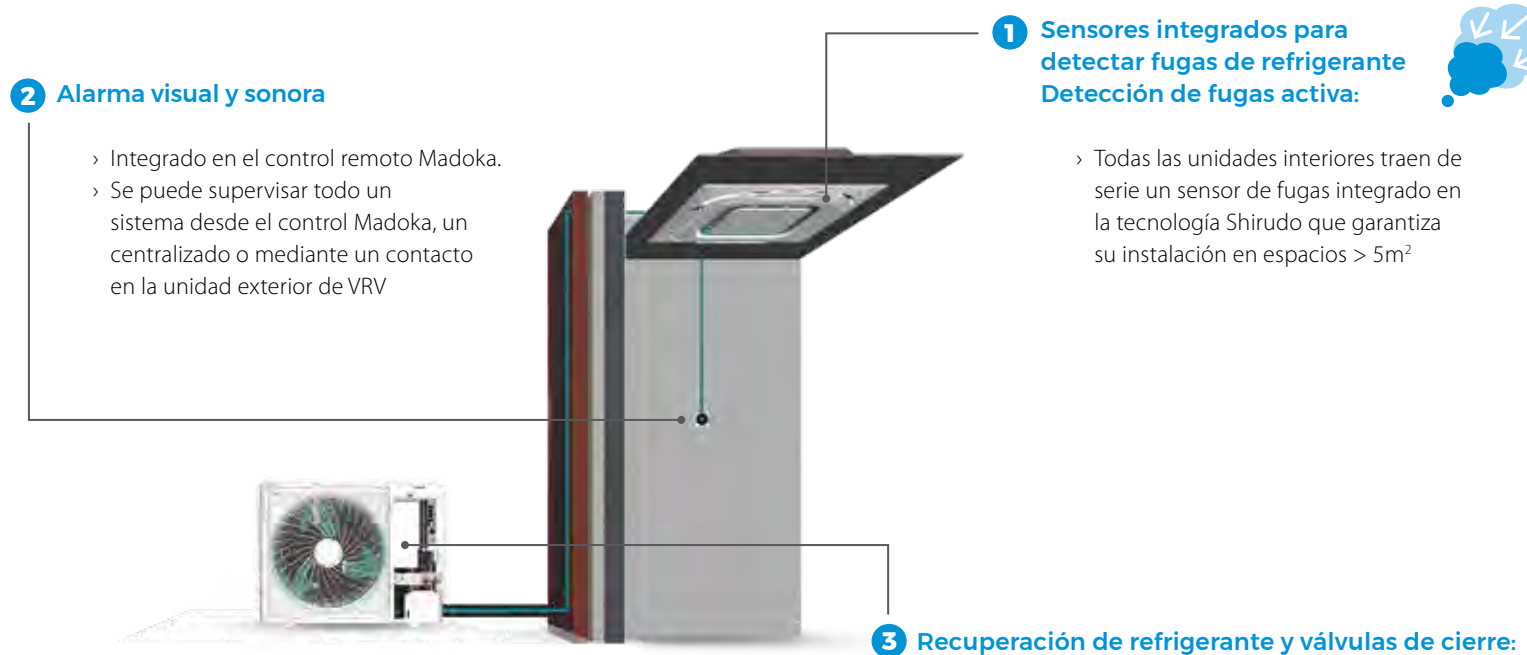 1 Sensores integrados para
detectar fugas de refrigerante
Detección de fugas activa:
› Todas las unidades interiores traen de
serie un sensor de fugas integrado en
la tecnología Shirudo que garantiza
su instalación en espacios > 5m²
2 Alarma visual y sonora
› Integrado en el control remoto Madoka.
› Se puede supervisar todo un
sistema desde el control Madoka, un
centralizado o mediante un contacto
en la unidad exterior de VRV
3 Recuperación de refrigerante y válvulas de cierre: